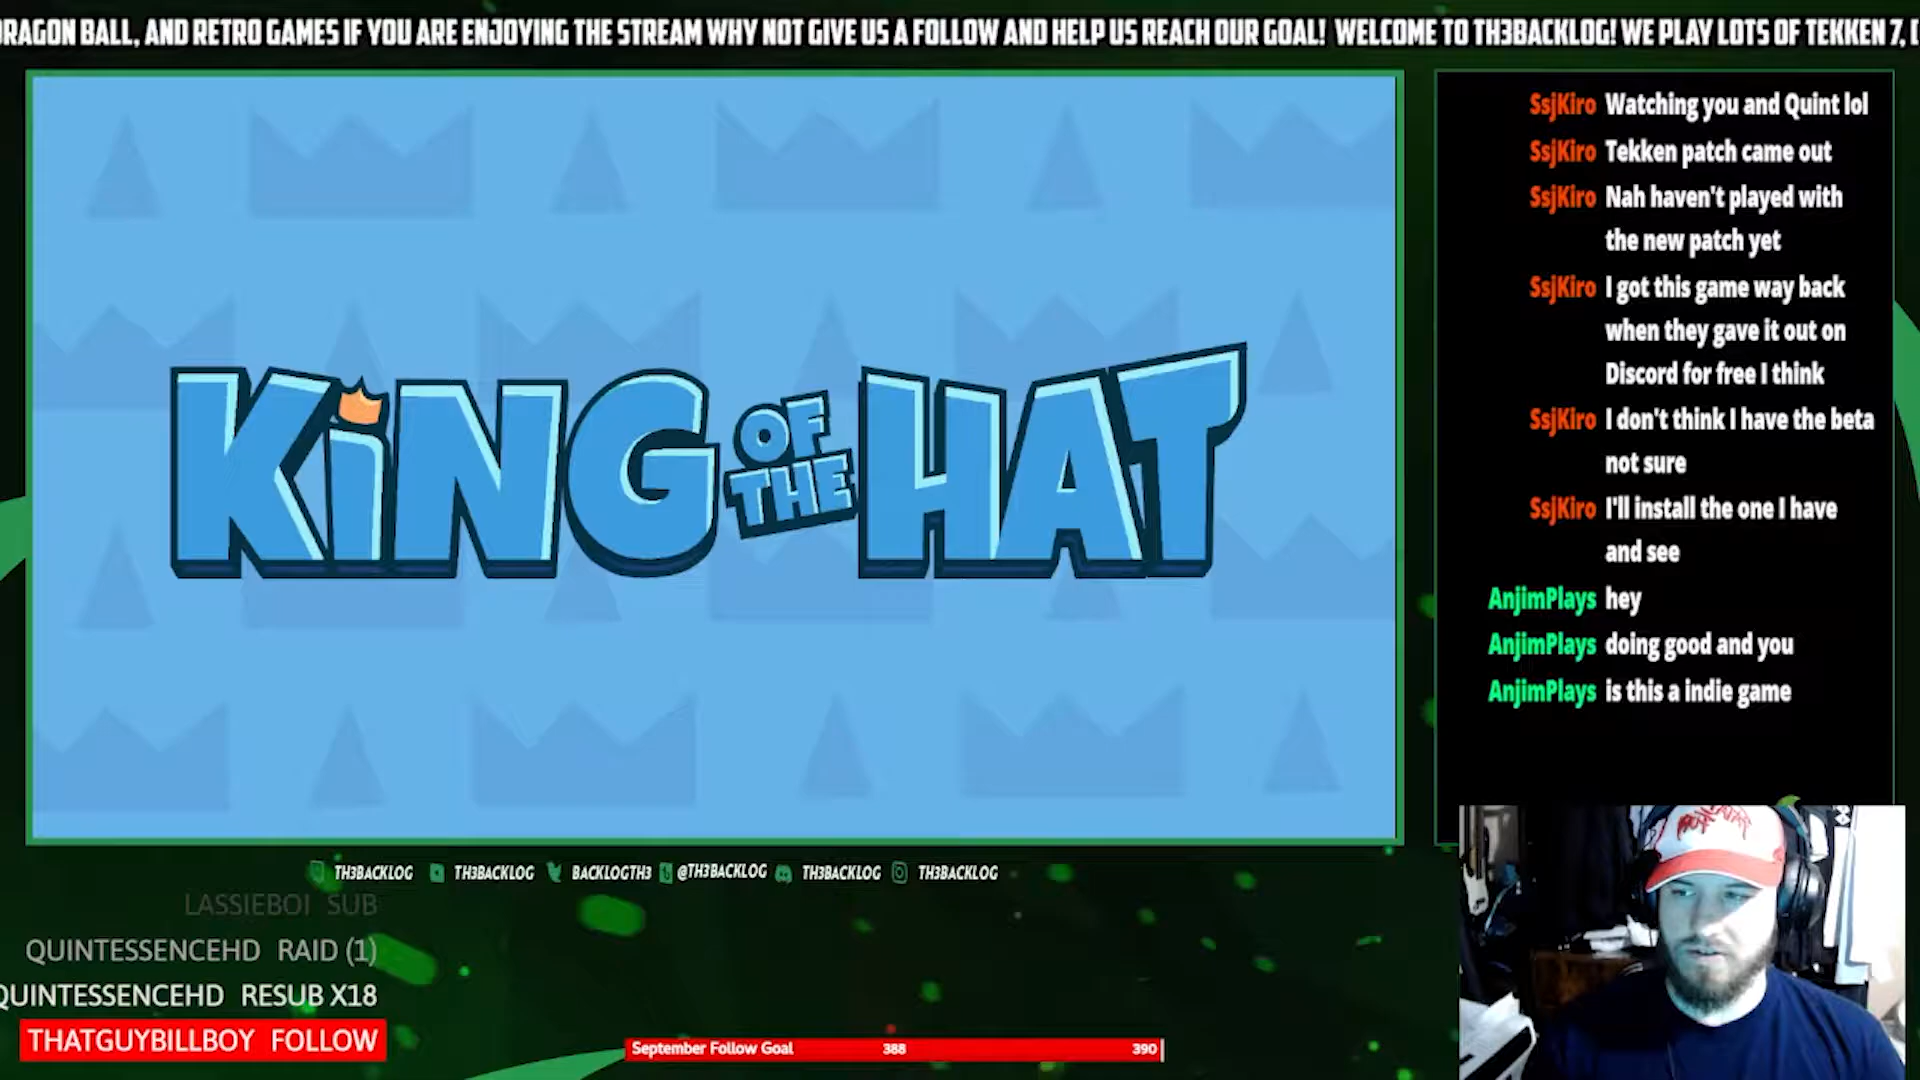 RAGON BALL, AND RETRO GAMES IF YOU ARE ENJOYING THE STREAM WHY NOT GIVE US A FOLLOW AND HELP US REACH OUR GOAL! WELCOME TO TH3BACKLOG! WE PLAY LOTS OF TEKKEN 7,
KiNG OF THE HAT
SsjKiro Watching you and Quint lol
SsjKiro Tekken patch came out
SsjKiro Nah haven't played with
the new patch yet
SsjKiro I got this game way back
when they gave it out on
Discord for free I think
SsjKiro I don't think I have the beta
not sure
SsjKiro I'll install the one I have
and see
AnjimPlays hey
AnjimPlays doing good and you
AnjimPlays is this a indie game
TH3BACKLOG TH3BACKLOG BACKLOGTH3 @TH3BACKLOG TH3BACKLOG TH3BACKLOG
LASSIEBOI SUB
QUINTESSENCEHD RAID (1)
QUINTESSENCEHD RESUB X18
THATGUYBILLBOY FOLLOW
September Follow Goal 388 390